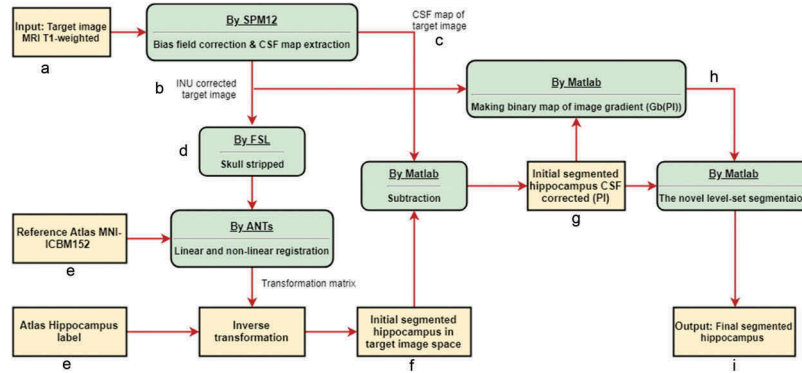 Input: Target image
MRI T1-weighted
a
By SPM12
Bias field correction & CSF map extraction
CSF map of
target image
c
b
INU corrected
target image
By Matlab
Making binary map of image gradient (Gb(PI))
h
d
By FSL
Skull stripped
By Matlab
Subtraction
Initial segmented
hippocampus CSF
corrected (PI)
g
By Matlab
The novel level-set segmentaio
Reference Atlas MNI-
ICBM152
e
By ANTs
Linear and non-linear registration
Transformation matrix
Atlas Hippocampus
label
e
Inverse
transformation
Initial segmented
hippocampus in
target image space
f
Output: Final segmented
hippocampus
i